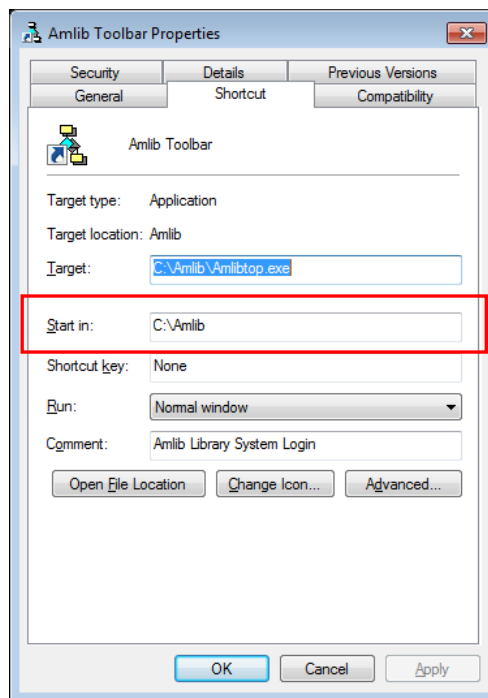 Amlib Toolbar Properties
Security Details Previous Versions
General Shortcut Compatibility
Amlib Toolbar
Target type: Application
Target location: Amlib
Target: C:\Amlib\Amlibtop.exe
Start in: C:\Amlib
Shortcut key: None
Run: Normal window
Comment: Amlib Library System Login
Open File Location Change Icon... Advanced...
OK Cancel Apply